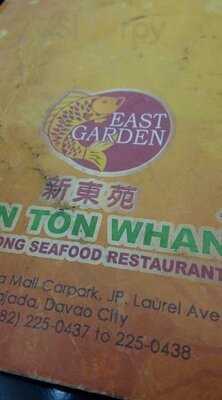 EAST
GARDEN
新東苑
N TON WHAN
ONG SEAFOOD RESTAURANT
a Mall Carpark, JP. Laurel Ave
ajada, Davao City
82) 225-0437 to 225-0438